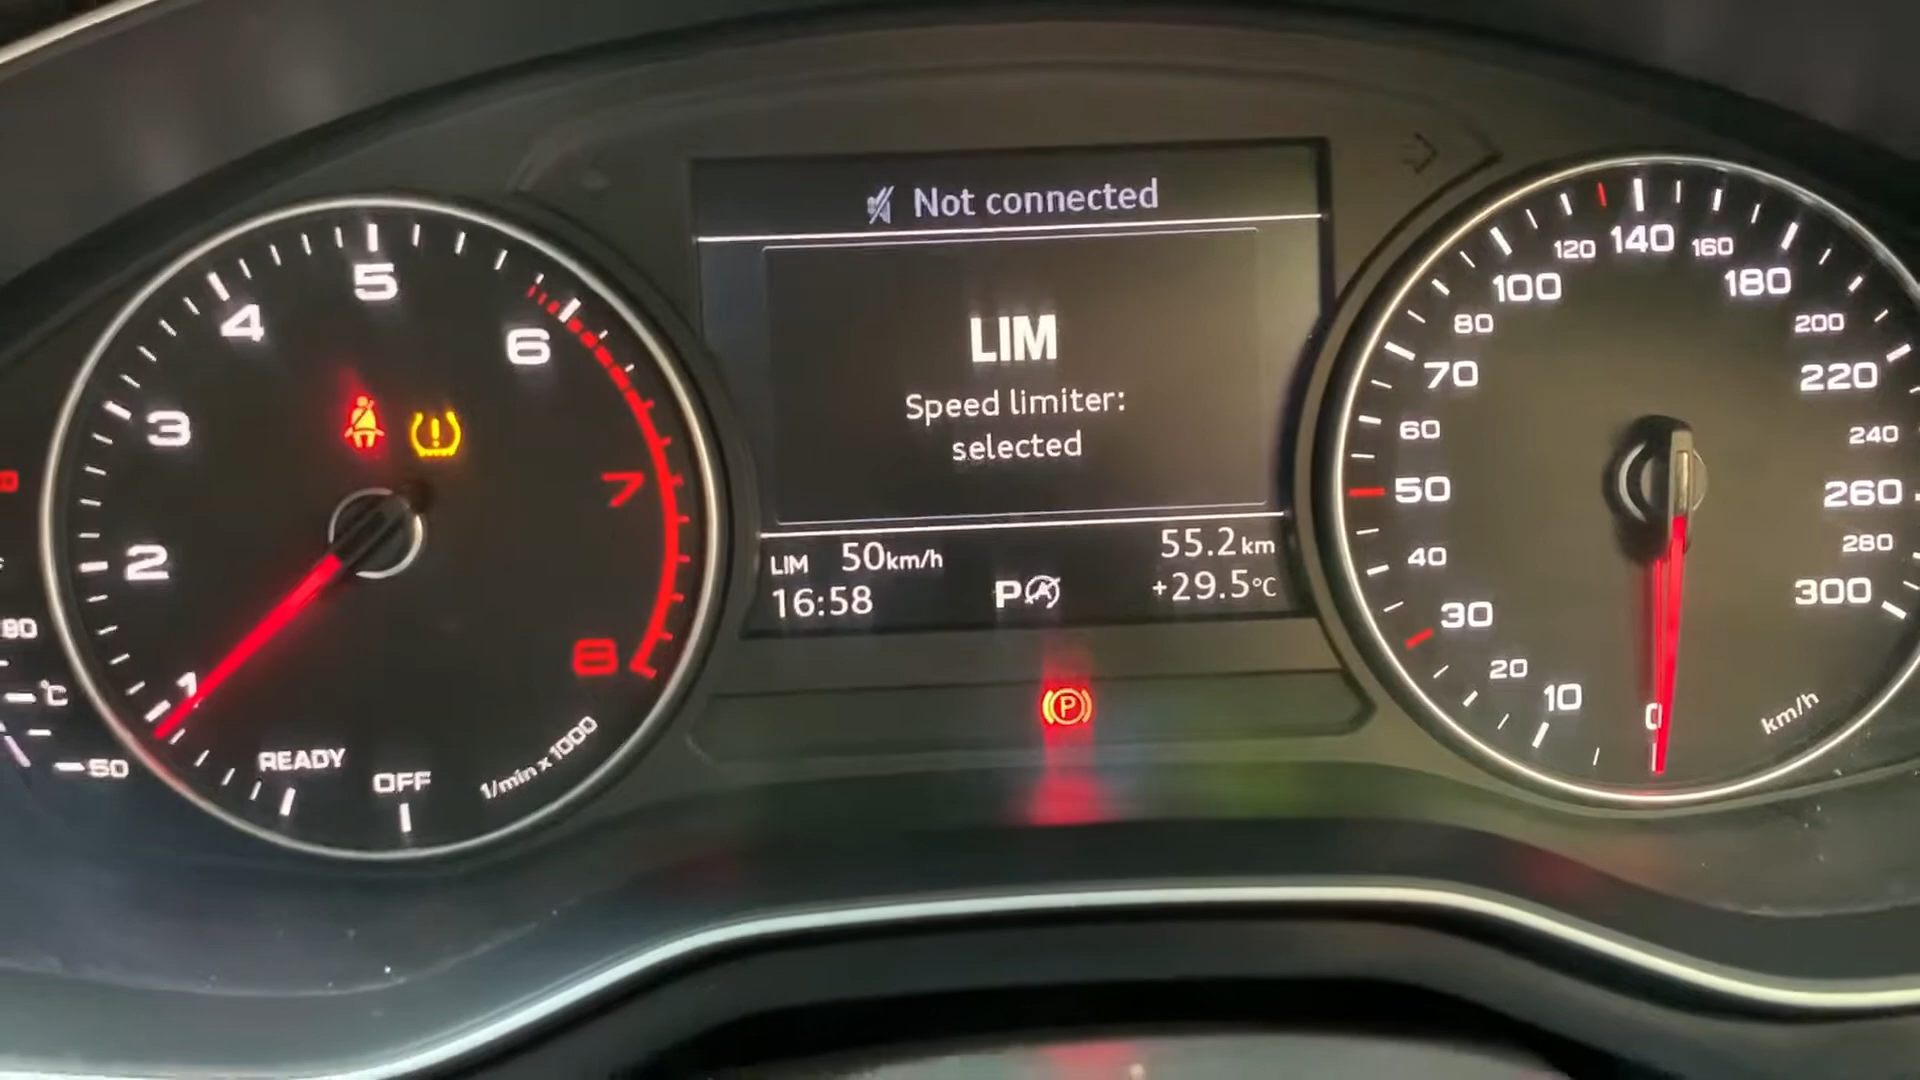 Not connected
LIM
Speed limiter:
selected
LIM 50km/h
55.2km
16:58
P
+29.5°C
P
1
2
3
4
5
6
7
8
READY
OFF
1/min x 1000
0
10
20
30
40
50
60
70
80
100
120
140
160
180
200
220
240
260
280
300
km/h
90
°C
50